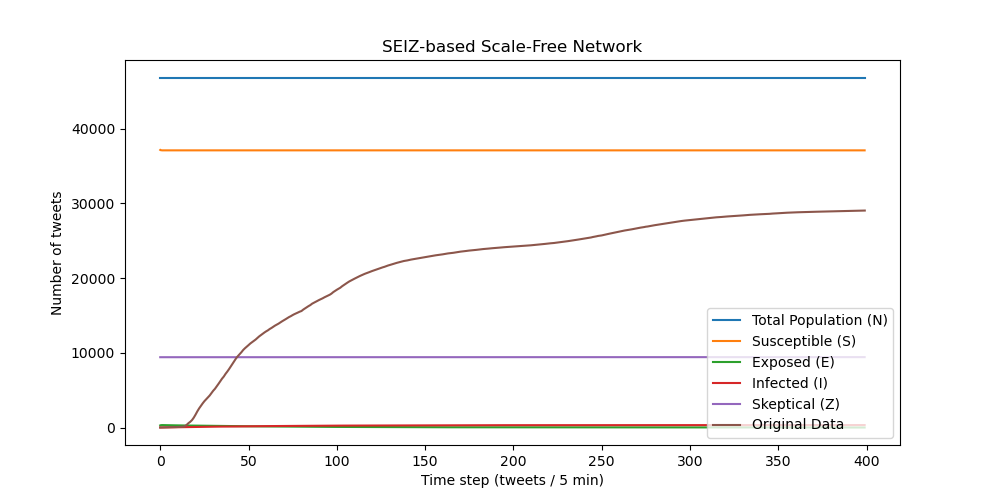 SEIZ-based Scale-Free Network
Number of tweets
40000
30000
20000
10000
0
Total Population (N)
Susceptible (S)
Exposed (E)
Infected (I)
Skeptical (Z)
Original Data
0 50 100 150 200 250 300 350 400
Time step (tweets / 5 min)